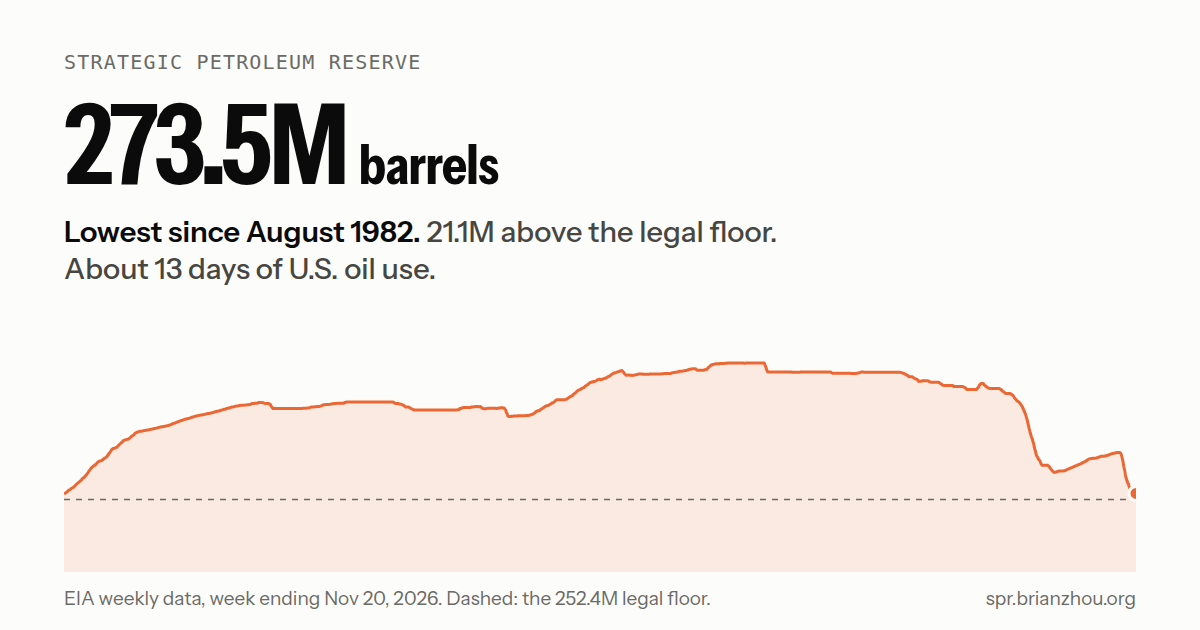 STRATEGIC PETROLEUM RESERVE
273.5M barrels
Lowest since August 1982. 21.1M above the legal floor.
About 13 days of U.S. oil use.
EIA weekly data, week ending Nov 20, 2026. Dashed: the 252.4M legal floor.
spr.brianzhou.org